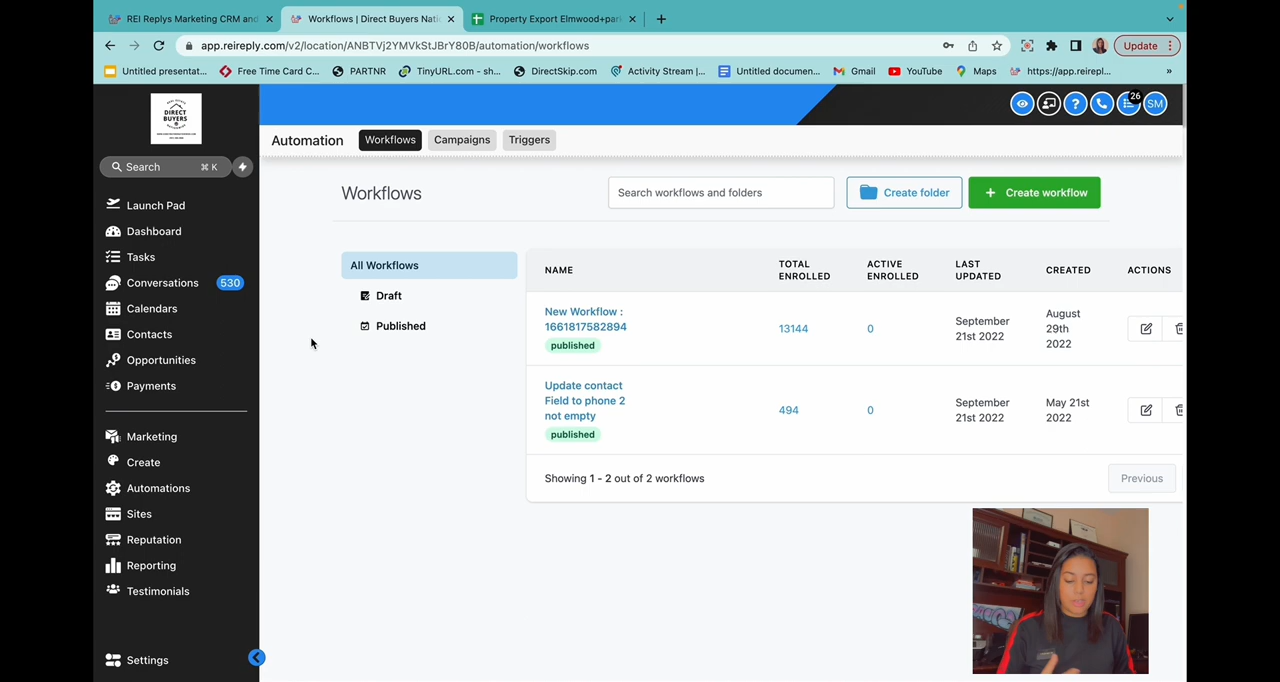 REI Replys Marketing CRM and
Workflows | Direct Buyers Nati
Property Export Elmwood+par
app.reireply.com/v2/location/ANBTVj2YMVkStJBrY80B/automation/workflows
Update
Untitled presentat...
Free Time Card C...
PARTNR
TinyURL.com - sh...
DirectSkip.com
Activity Stream |...
Untitled documen...
Gmail
YouTube
Maps
https://app.reirepl...
»
DIRECT
BUYERS
26
SM
Automation
Workflows
Campaigns
Triggers
Search
⌘ K
Launch Pad
Dashboard
Tasks
Conversations
530
Calendars
Contacts
Opportunities
Payments
Marketing
Create
Automations
Sites
Reputation
Reporting
Testimonials
Settings
Workflows
Search workflows and folders
Create folder
+ Create workflow
All Workflows
Draft
Published
NAME
TOTAL
ENROLLED
ACTIVE
ENROLLED
LAST
UPDATED
CREATED
ACTIONS
New Workflow :
1661817582894
published
13144
0
September
21st 2022
August
29th
2022
Update contact
Field to phone 2
not empty
published
494
0
September
21st 2022
May 21st
2022
Showing 1 - 2 out of 2 workflows
Previous